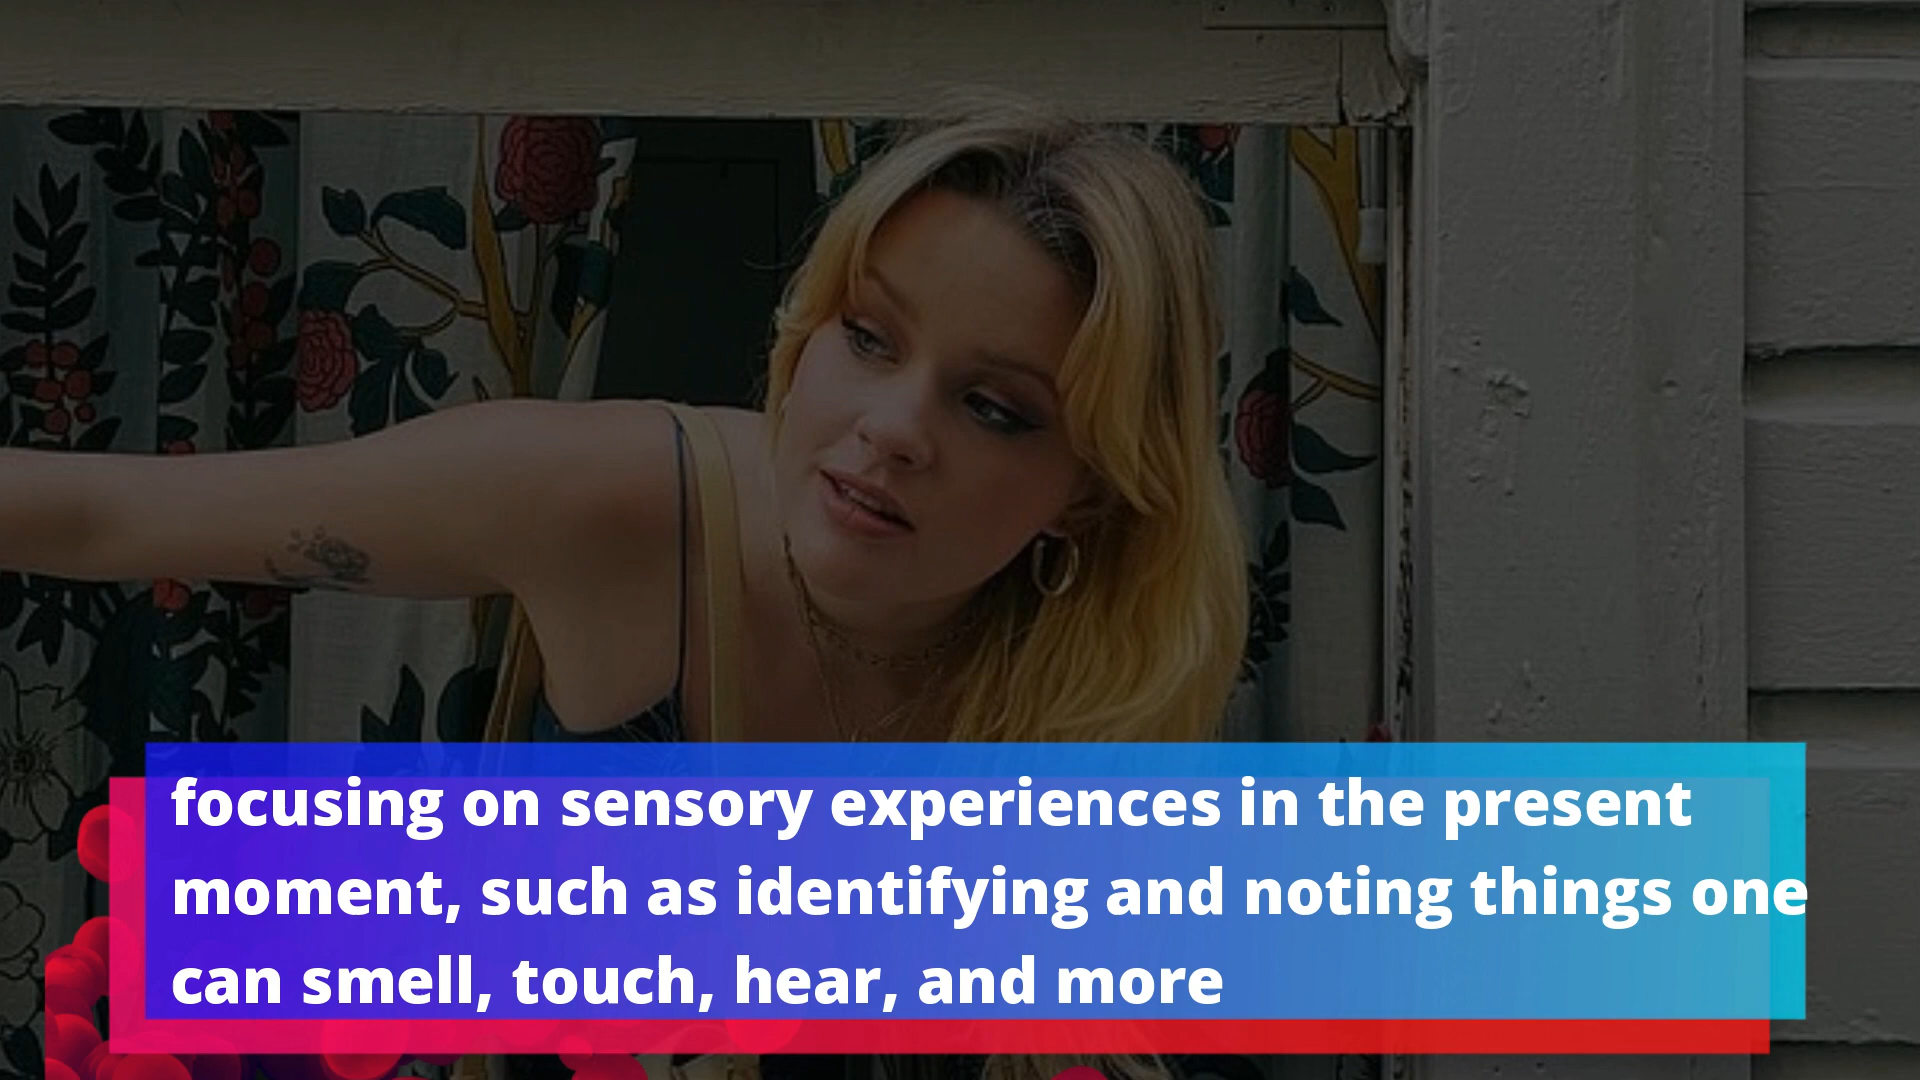 focusing on sensory experiences in the present
moment, such as identifying and noting things one
can smell, touch, hear, and more